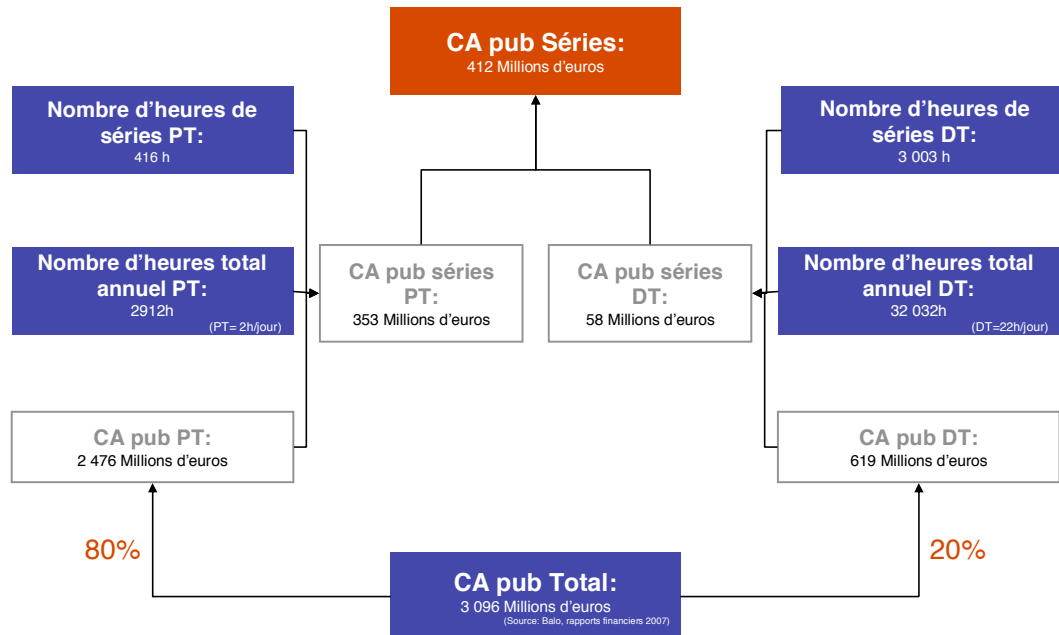 CA pub Séries:
412 Millions d'euros
Nombre d'heures de
séries PT:
416 h
Nombre d'heures de
séries DT:
3 003 h
Nombre d'heures total
annuel PT:
2912h
(PT= 2h/jour)
CA pub séries
PT:
353 Millions d'euros
CA pub séries
DT:
58 Millions d'euros
Nombre d'heures total
annuel DT:
32 032h
(DT=22h/jour)
CA pub PT:
2 476 Millions d'euros
CA pub DT:
619 Millions d'euros
80%
20%
CA pub Total:
3 096 Millions d'euros
(Source: Balo, rapports financiers 2007)